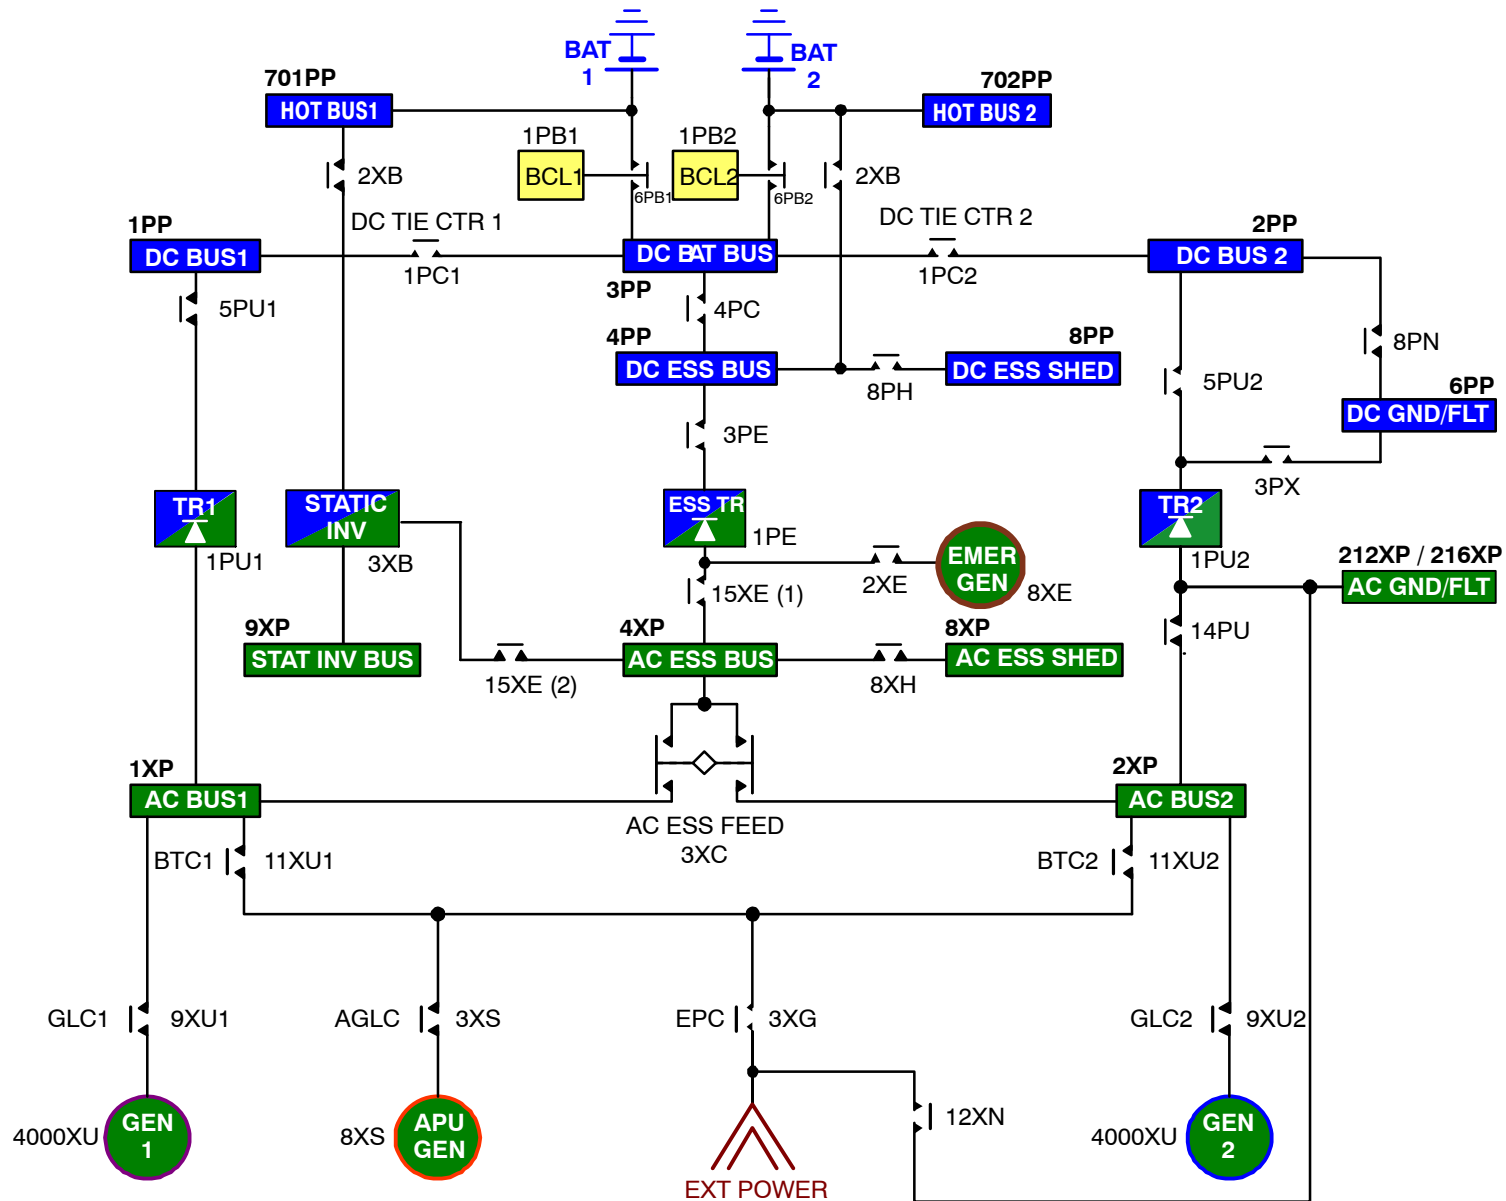 BAT
1
BAT
2
701PP
HOT BUS1
702PP
HOT BUS 2
1PB1
BCL1
6PB1
1PB2
BCL2
6PB2
2XB
2XB
DC TIE CTR 1
1PC1
DC TIE CTR 2
1PC2
1PP
DC BUS1
DC BAT BUS
3PP
2PP
DC BUS 2
5PU1
4PC
4PP
DC ESS BUS
8PP
DC ESS SHED
8PH
8PN
5PU2
6PP
DC GND/FLT
3PE
3PX
TR1
1PU1
STATIC
INV
3XB
ESS TR
1PE
TR2
1PU2
EMER
GEN
8XE
2XE
15XE (1)
212XP / 216XP
AC GND/FLT
14PU
9XP
STAT INV BUS
15XE (2)
4XP
AC ESS BUS
8XP
AC ESS SHED
8XH
1XP
AC BUS1
2XP
AC BUS2
AC ESS FEED
3XC
BTC1
11XU1
BTC2
11XU2
GLC1
9XU1
AGLC
3XS
EPC
3XG
GLC2
9XU2
12XN
4000XU
GEN
1
8XS
APU
GEN
EXT POWER
4000XU
GEN
2